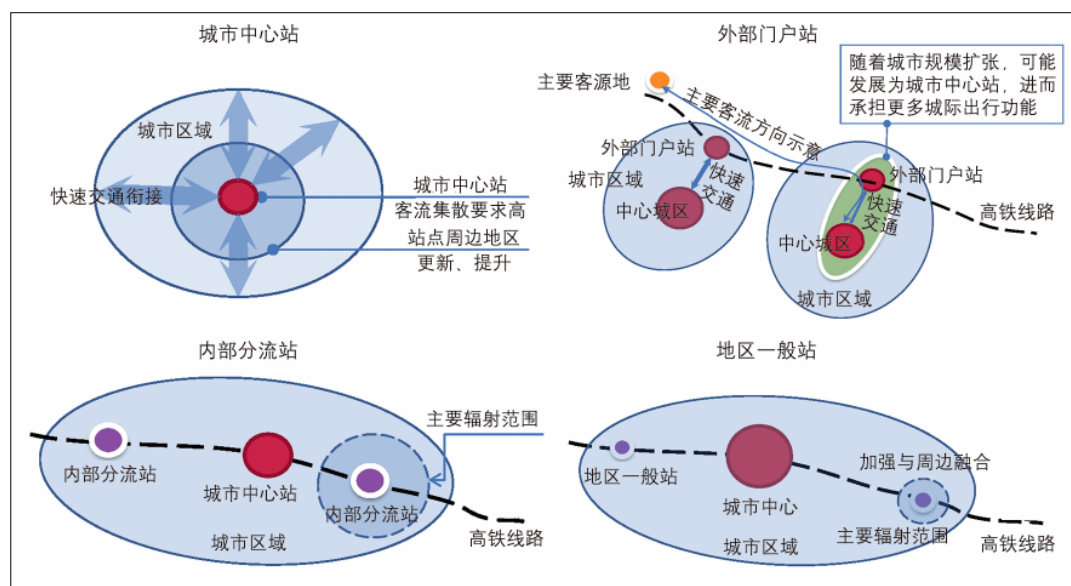 城市中心站
城市区域
快速交通衔接
城市中心站
客流集散要求高
站点周边地区
更新、提升
外部门户站
随着城市规模扩张，可能
发展为城市中心站，进而
承担更多城际出行功能
主要客源地
主要客流方向示意
外部门户站
城市区域
快速
交通
中心城区
外部门户站
快速
交通
高铁线路
中心城区
城市区域
内部分流站
主要辐射范围
内部分流站
城市中心站
内部分流站
城市区域
高铁线路
地区一般站
加强与周边融合
地区一般站
城市中心
主要辐射范围
城市区域
高铁线路